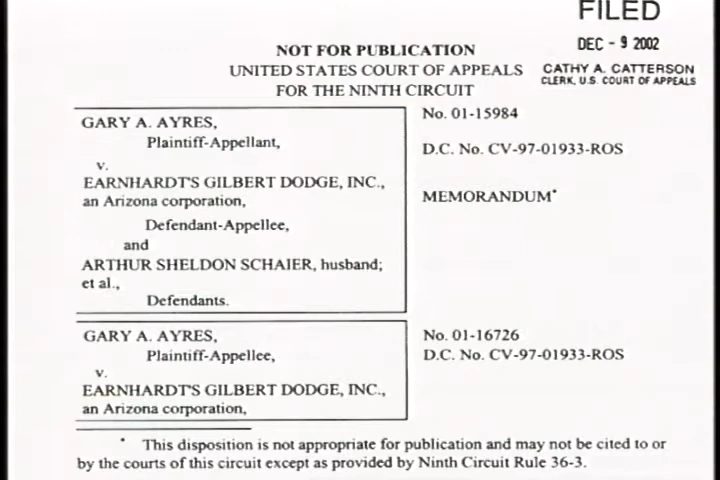 FILED
DEC - 9 2002
CATHY A. CATTERSON
CLERK, U.S. COURT OF APPEALS
NOT FOR PUBLICATION
UNITED STATES COURT OF APPEALS
FOR THE NINTH CIRCUIT
GARY A. AYRES,
Plaintiff-Appellant,
v.
EARNHARDT'S GILBERT DODGE, INC.,
an Arizona corporation,
Defendant-Appellee,
and
ARTHUR SHELDON SCHAIER, husband;
et al.,
Defendants.
No. 01-15984
D.C. No. CV-97-01933-ROS
MEMORANDUM*
GARY A. AYRES,
Plaintiff-Appellee,
v.
EARNHARDT'S GILBERT DODGE, INC.,
an Arizona corporation,
No. 01-16726
D.C. No. CV-97-01933-ROS
* This disposition is not appropriate for publication and may not be cited to or
by the courts of this circuit except as provided by Ninth Circuit Rule 36-3.